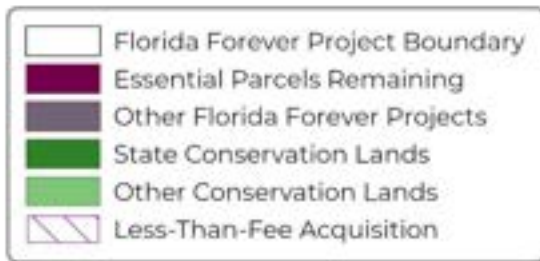 Florida Forever Project Boundary
Essential Parcels Remaining
Other Florida Forever Projects
State Conservation Lands
Other Conservation Lands
Less-Than-Fee Acquisition